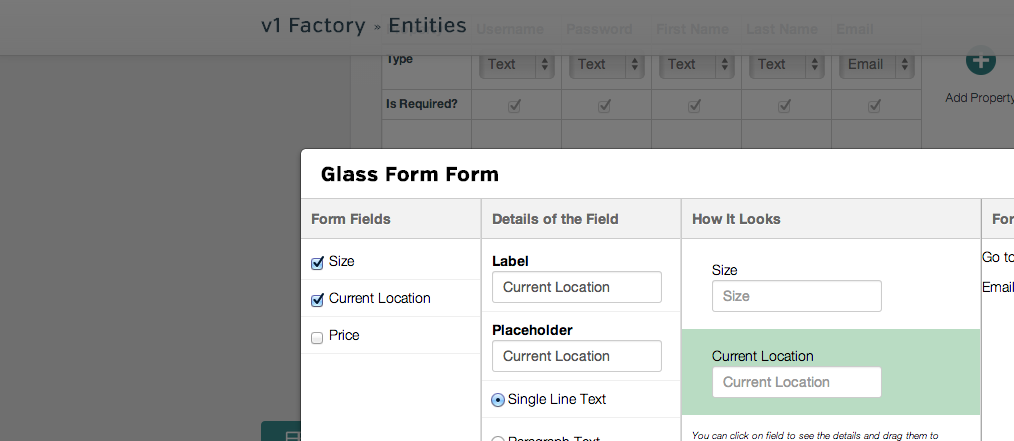 v1 Factory » Entities
Username Password First Name Last Name Email
Type Text Text Text Text Email
Add Property
Is Required?
Glass Form Form
Form Fields Details of the Field How It Looks For
Size
Current Location
Price
Label
Current Location
Placeholder
Current Location
Single Line Text
Paragraph Text
Size
Size
Current Location
Current Location
You can click on field to see the details and drag them to
Go to
Email